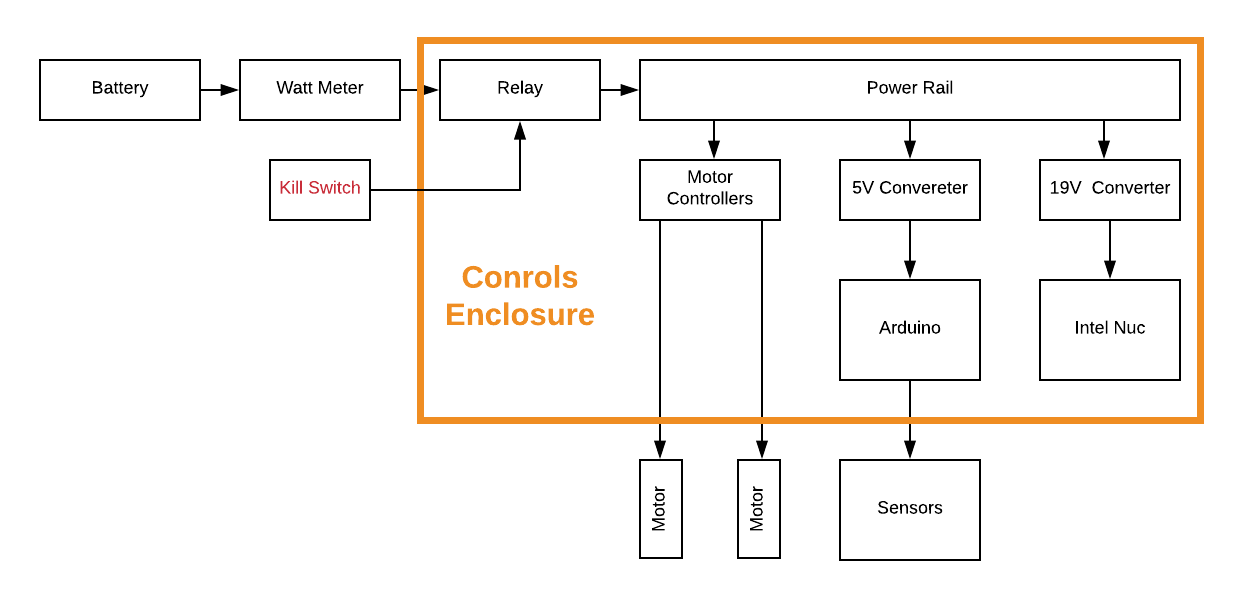 Battery
Watt Meter
Relay
Power Rail
Kill Switch
Motor
Controllers
5V Convereter
19V Converter
Conrols
Enclosure
Arduino
Intel Nuc
Motor
Motor
Sensors